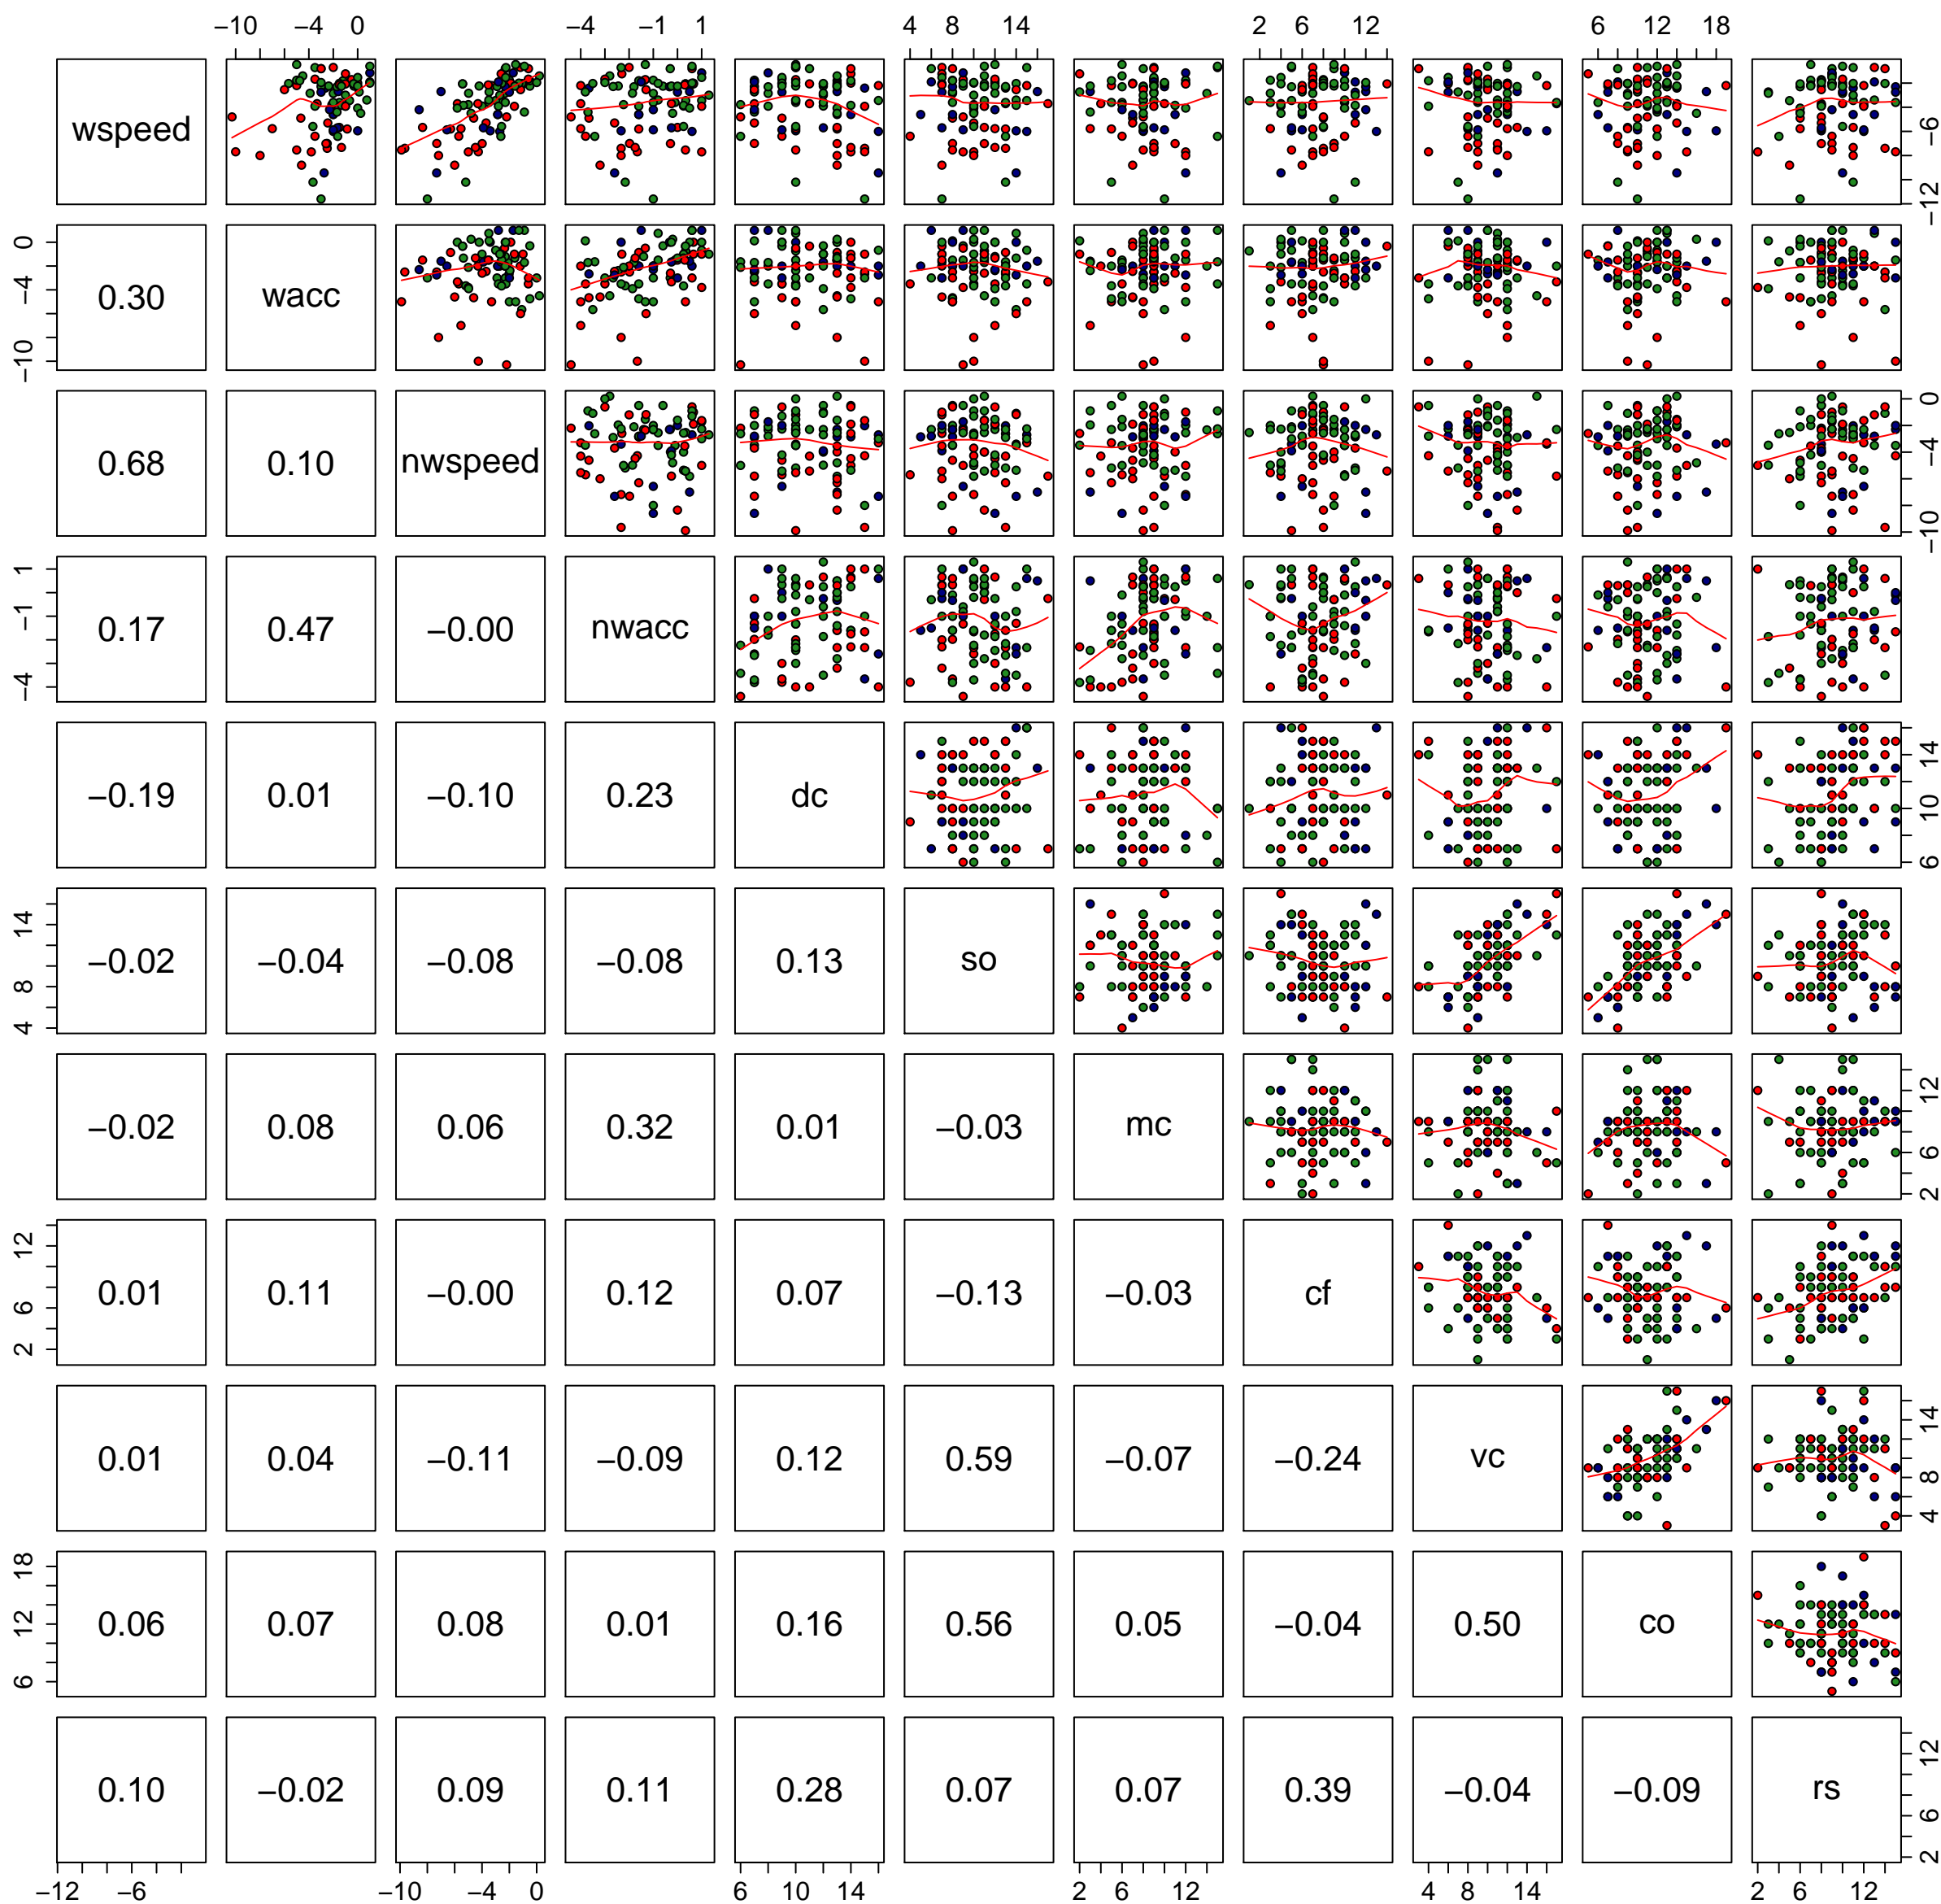 −10 −4 0 −4 −1 1 4 8 14 2 6 12 6 12 18
wspeed −12 −6
0.30 wacc −10 −4 0
0.68 0.10 nwspeed −10 −4 0
0.17 0.47 −0.00 nwacc −4 −1 1
−0.19 0.01 −0.10 0.23 dc 6 10 14
−0.02 −0.04 −0.08 −0.08 0.13 so 4 8 14
−0.02 0.08 0.06 0.32 0.01 −0.03 mc 2 6 12
0.01 0.11 −0.00 0.12 0.07 −0.13 −0.03 cf 2 6 12
0.01 0.04 −0.11 −0.09 0.12 0.59 −0.07 −0.24 vc 4 8 14
0.06 0.07 0.08 0.01 0.16 0.56 0.05 −0.04 0.50 co 6 12 18
0.10 −0.02 0.09 0.11 0.28 0.07 0.07 0.39 −0.04 −0.09 rs 2 6 12
−12 −6 −10 −4 0 6 10 14 2 6 12 4 8 14 2 6 12